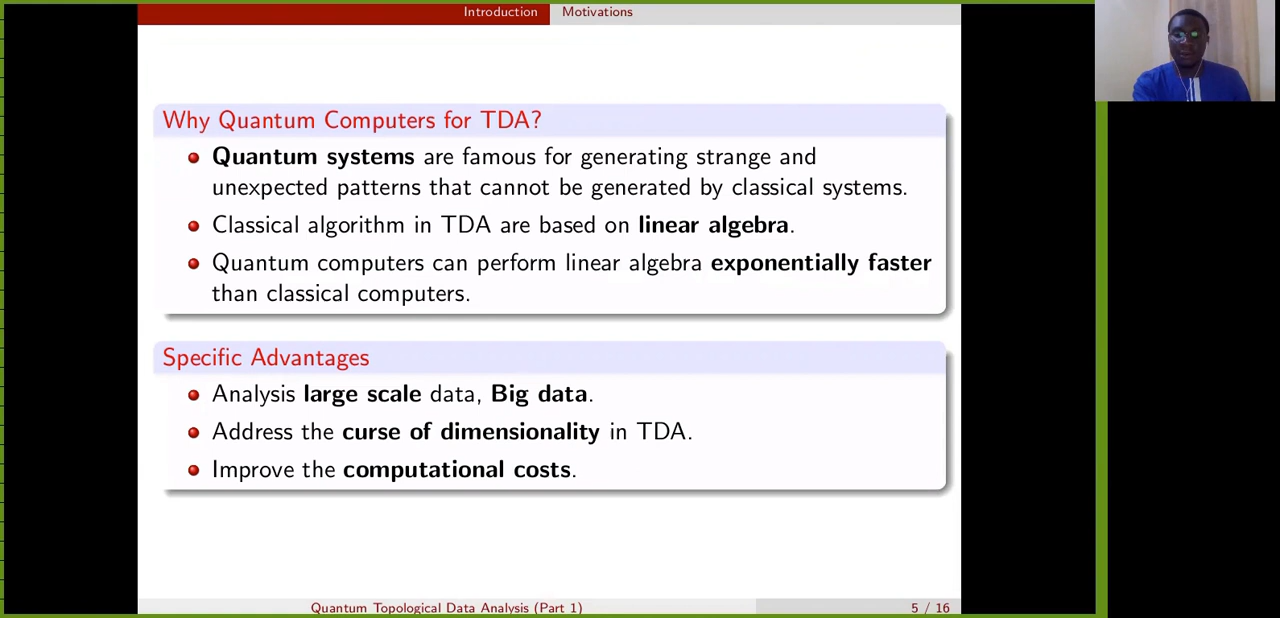 Introduction Motivations
Why Quantum Computers for TDA?
Quantum systems are famous for generating strange and
unexpected patterns that cannot be generated by classical systems.
Classical algorithm in TDA are based on linear algebra.
Quantum computers can perform linear algebra exponentially faster
than classical computers.
Specific Advantages
Analysis large scale data, Big data.
Address the curse of dimensionality in TDA.
Improve the computational costs.
Quantum Topological Data Analysis (Part 1) 5 / 16